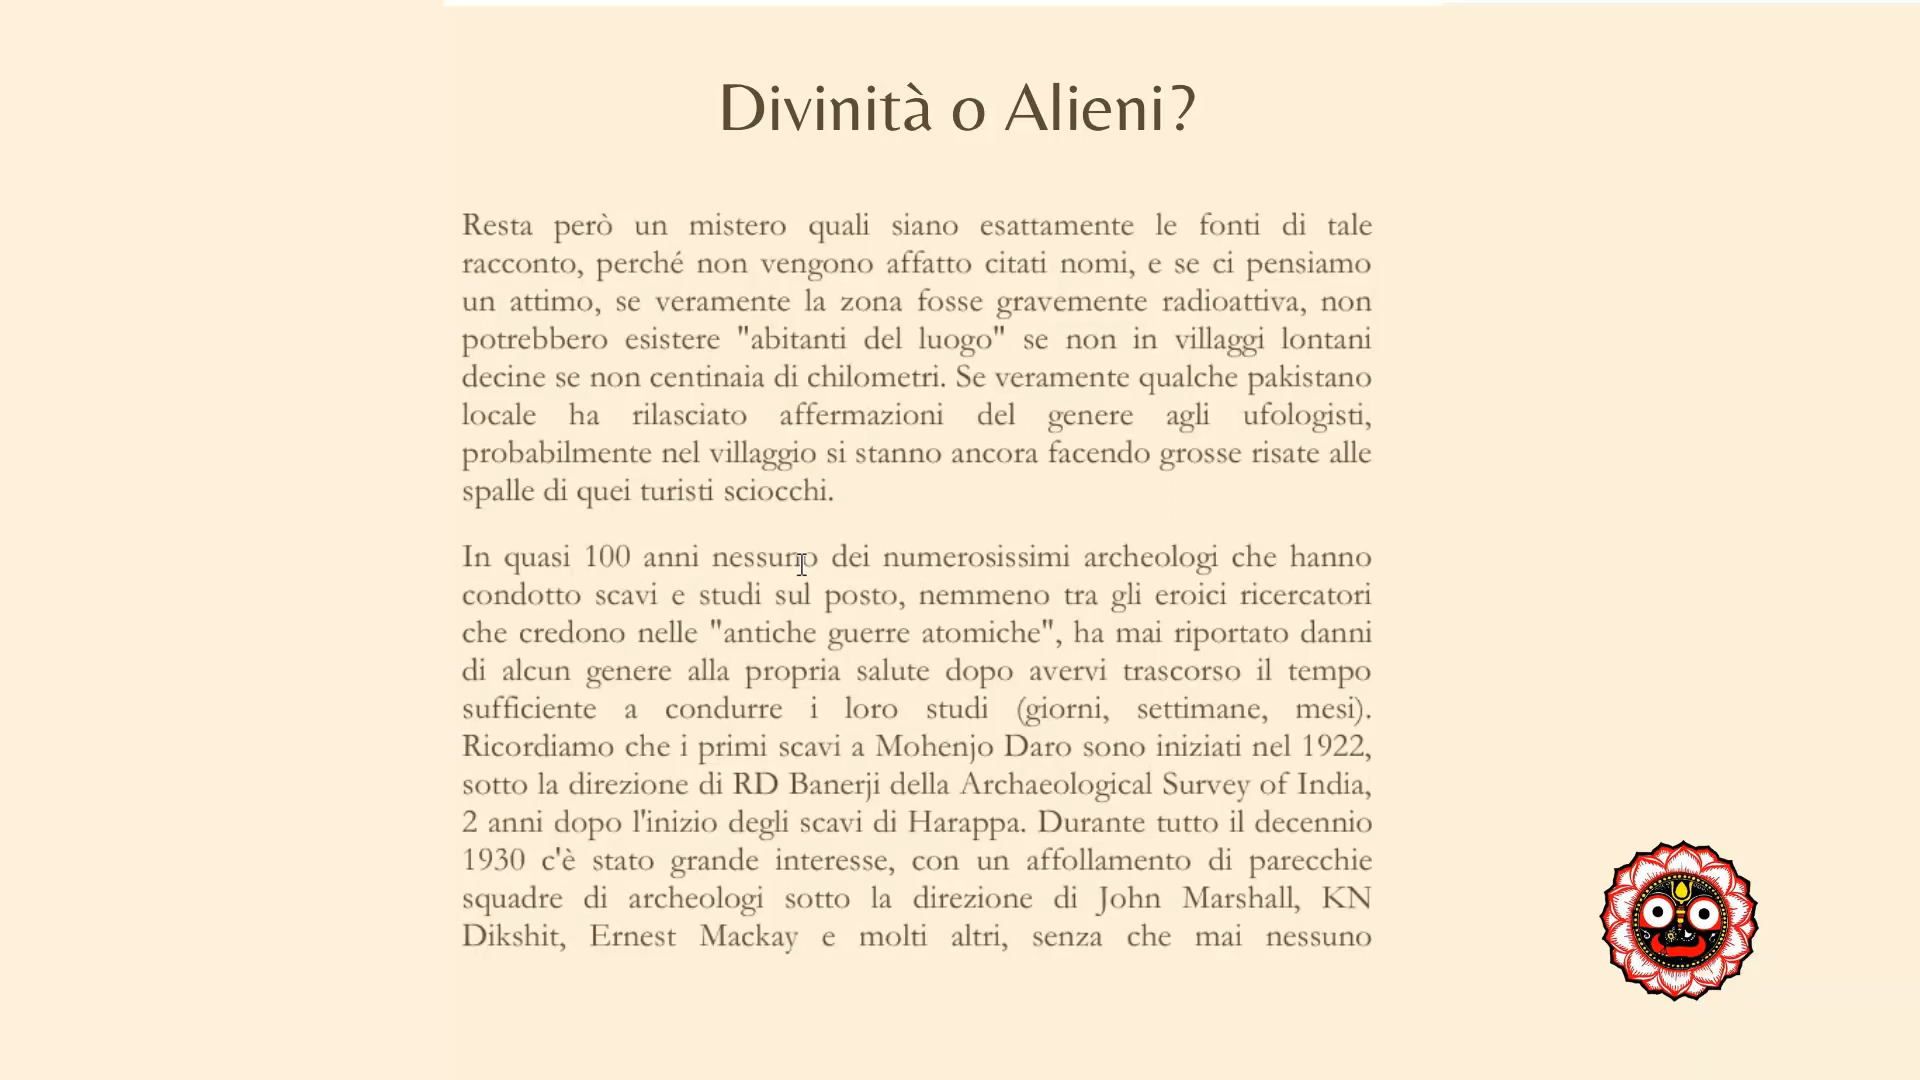 Divinità o Alieni?
Resta però un mistero quali siano esattamente le fonti di tale
racconto, perché non vengono affatto citati nomi, e se ci pensiamo
un attimo, se veramente la zona fosse gravemente radioattiva, non
potrebbero esistere "abitanti del luogo" se non in villaggi lontani
decine se non centinaia di chilometri. Se veramente qualche pakistano
locale ha rilasciato affermazioni del genere agli ufologisti,
probabilmente nel villaggio si stanno ancora facendo grosse risate alle
spalle di quei turisti sciocchi.
In quasi 100 anni nessuno dei numerosissimi archeologi che hanno
condotto scavi e studi sul posto, nemmeno tra gli eroici ricercatori
che credono nelle "antiche guerre atomiche", ha mai riportato danni
di alcun genere alla propria salute dopo avervi trascorso il tempo
sufficiente a condurre i loro studi (giorni, settimane, mesi).
Ricordiamo che i primi scavi a Mohenjo Daro sono iniziati nel 1922,
sotto la direzione di RD Banerji della Archaeological Survey of India,
2 anni dopo l'inizio degli scavi di Harappa. Durante tutto il decennio
1930 c'è stato grande interesse, con un affollamento di parecchie
squadre di archeologi sotto la direzione di John Marshall, KN
Dikshit, Ernest Mackay e molti altri, senza che mai nessuno